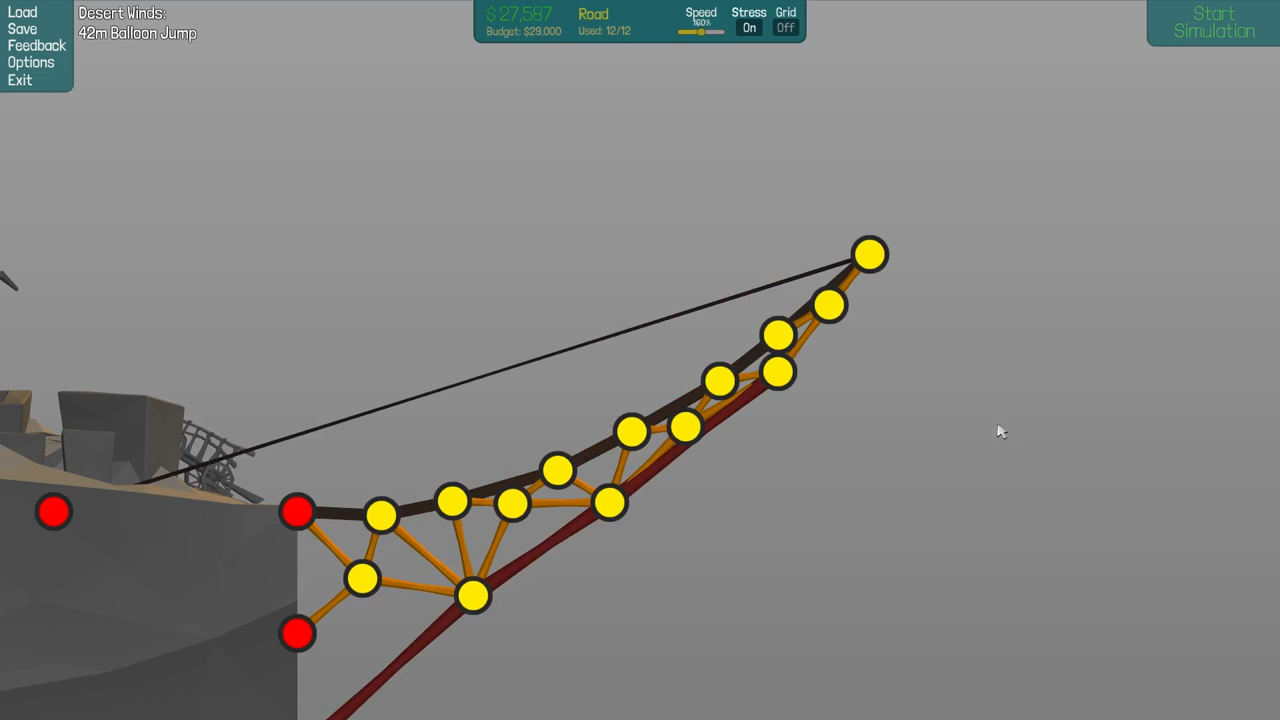 Load
Save
Feedback
Options
Exit
Desert Winds:
42m Balloon Jump
$ 27,587
Budget: $29,000
Road
Used: 12/12
Speed
160%
Stress
On
Grid
Off
Start
Simulation